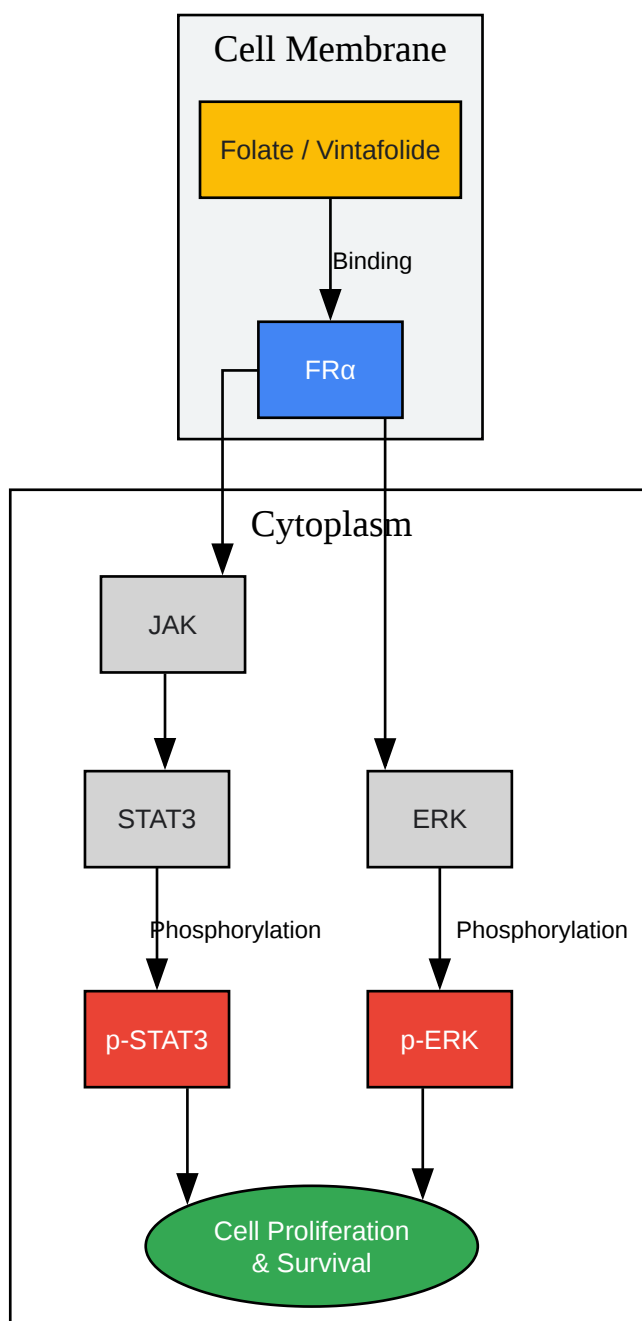 Cell Membrane
Folate / Vintafolide
Binding
FRα
Cytoplasm
JAK
STAT3
ERK
Phosphorylation
Phosphorylation
p-STAT3
p-ERK
Cell Proliferation
& Survival